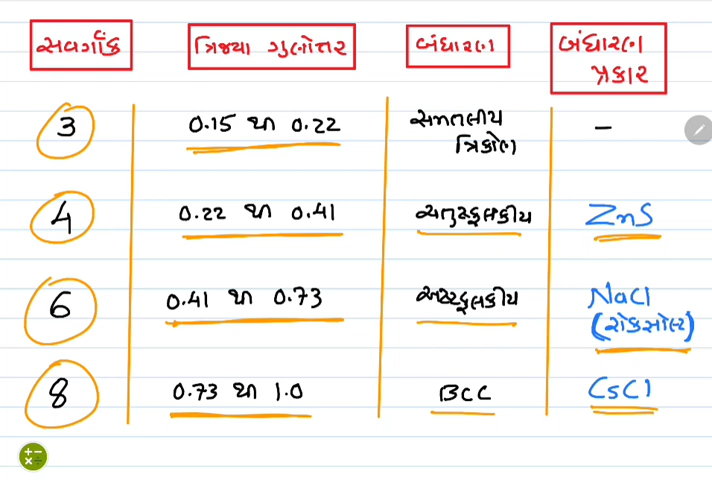 સવર્ગાંક
ત્રિજ્યા ગુણોત્તર
બંધારણ
બંધારણ
પ્રકાર
3
0.15 થી 0.22
સમતલીય
ત્રિકોણ
–
4
0.22 થી 0.41
ચતુષ્ફલકીય
ZnS
6
0.41 થી 0.73
અષ્ટફલકીય
NaCl
(રોકસોલ્ટ)
8
0.73 થી 1.0
BCC
CsCl